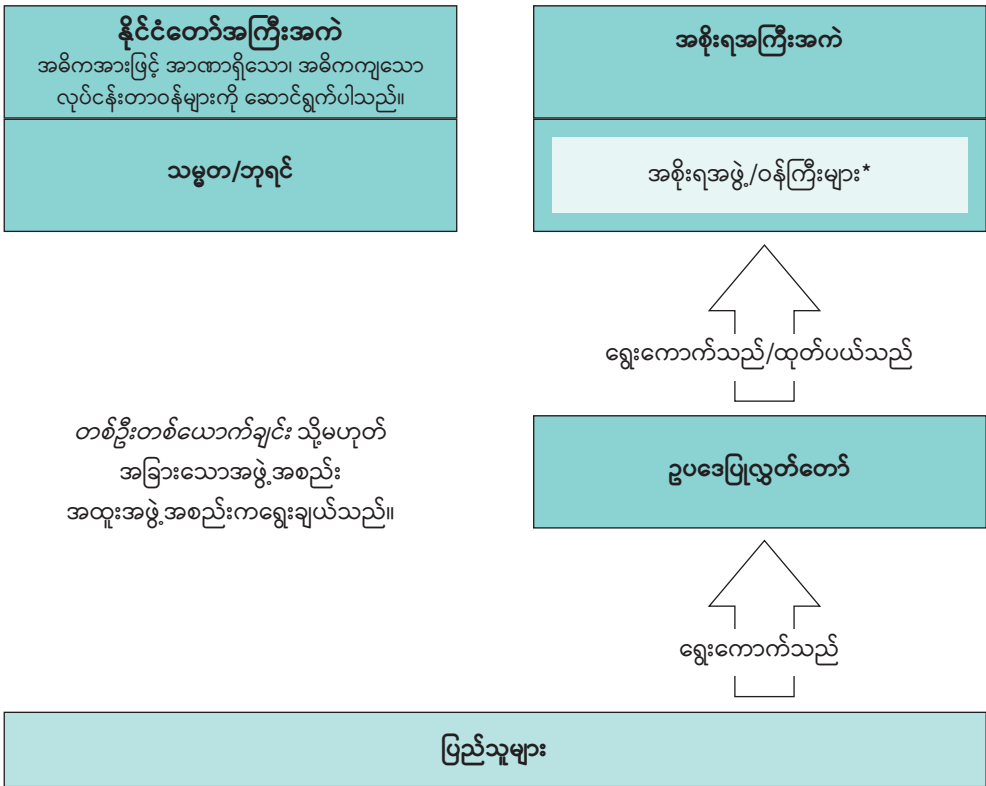 နိုင်ငံတော်အကြီးအကဲ
အဓိကအားဖြင့် အာဏာရှိသော၊ အဓိကကျသော
လုပ်ငန်းတာဝန်များကို ဆောင်ရွက်ပါသည်။
သမ္မတ/ဘုရင်
အစိုးရအကြီးအကဲ
အစိုးရအဖွဲ့/ဝန်ကြီးများ*
ရွေးကောက်သည်/ထုတ်ပယ်သည်
တစ်ဦးတစ်ယောက်ချင်း သို့မဟုတ်
အခြားသောအဖွဲ့အစည်း
အထူးအဖွဲ့အစည်းကရွေးချယ်သည်။
ဥပဒေပြုလွှတ်တော်
ရွေးကောက်သည်
ပြည်သူများ